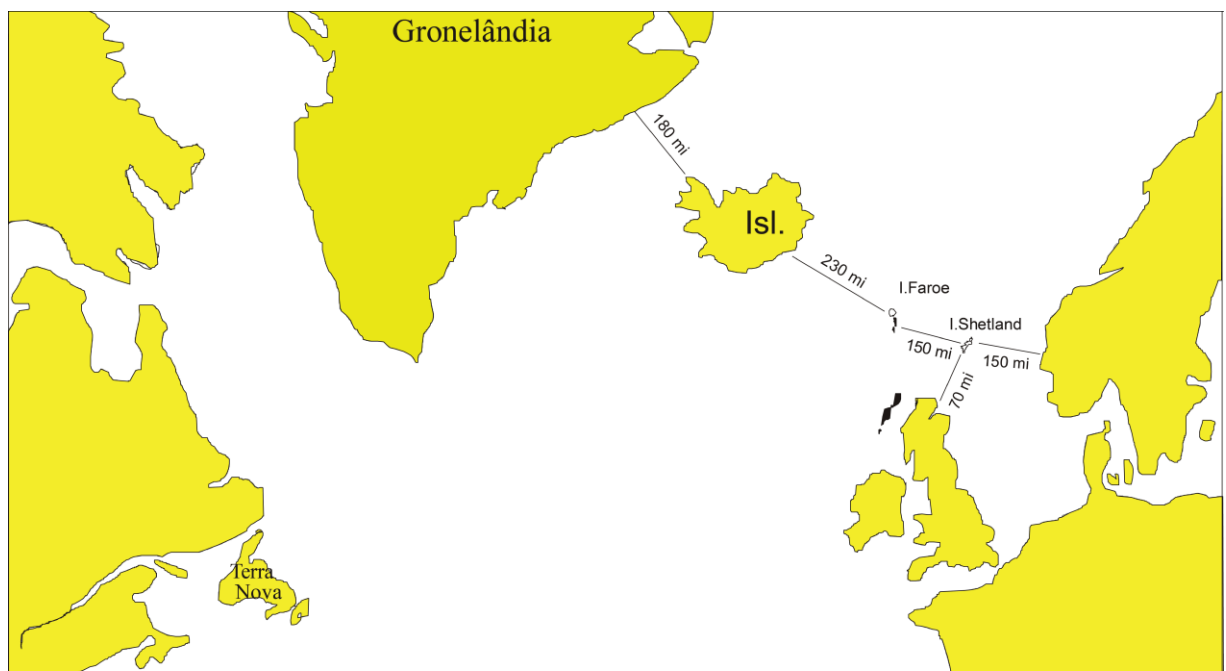 Gronelândia
180 mi
Isl.
230 mi
I.Faroe
I.Shetland
150 mi
150 mi
70 mi
Terra
Nova